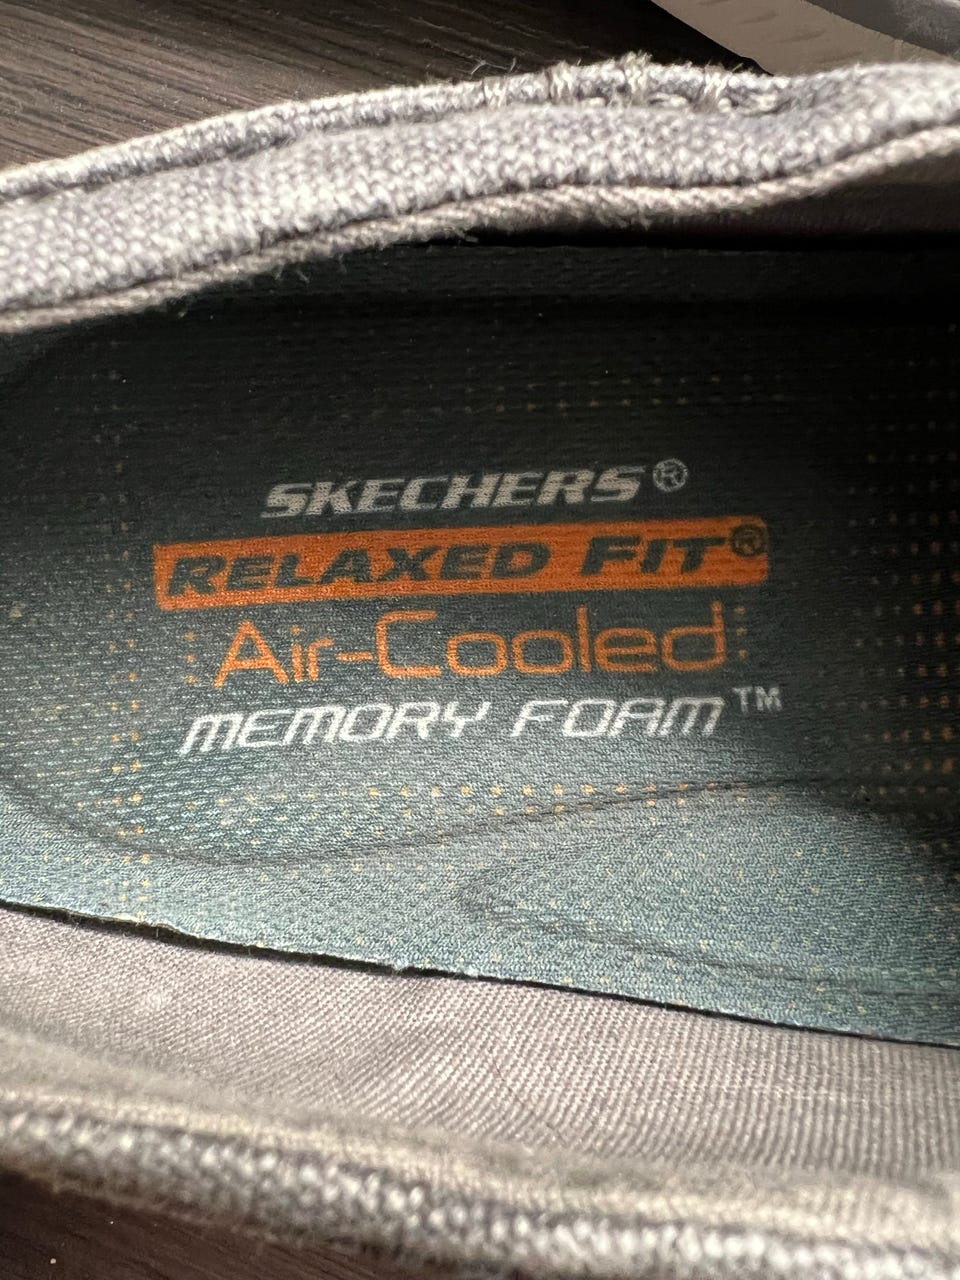 SKECHERS®
RELAXED FIT®
Air-Cooled
MEMORY FOAM™